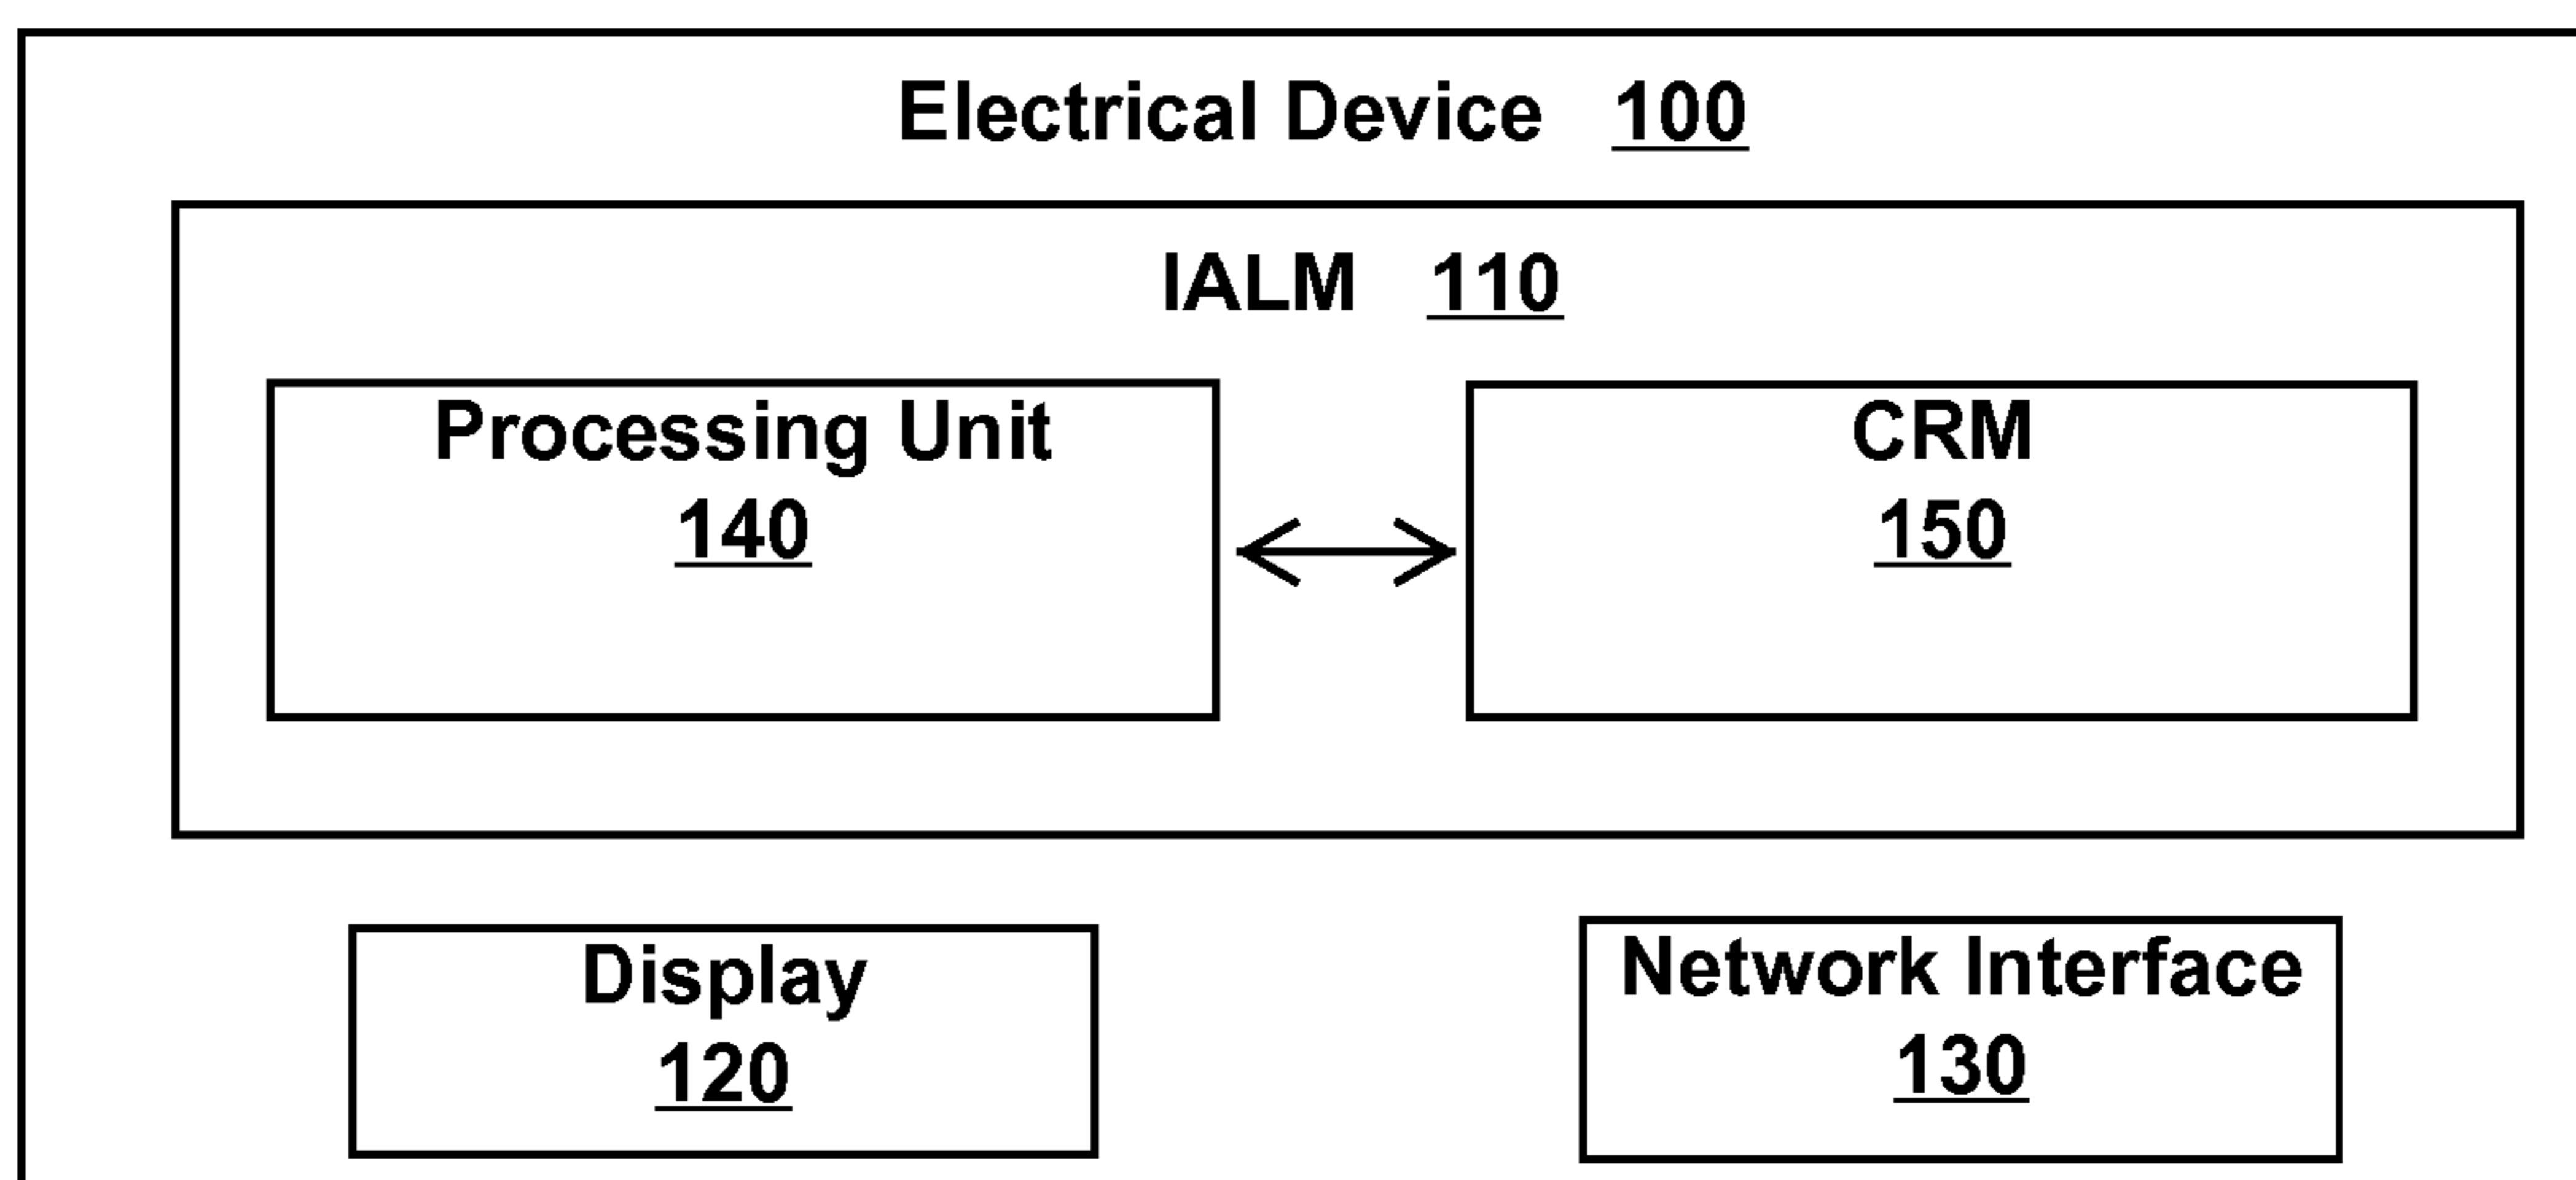 Electrical Device 100
IALM 110
Processing Unit
140
CRM
150
Display
120
Network Interface
130